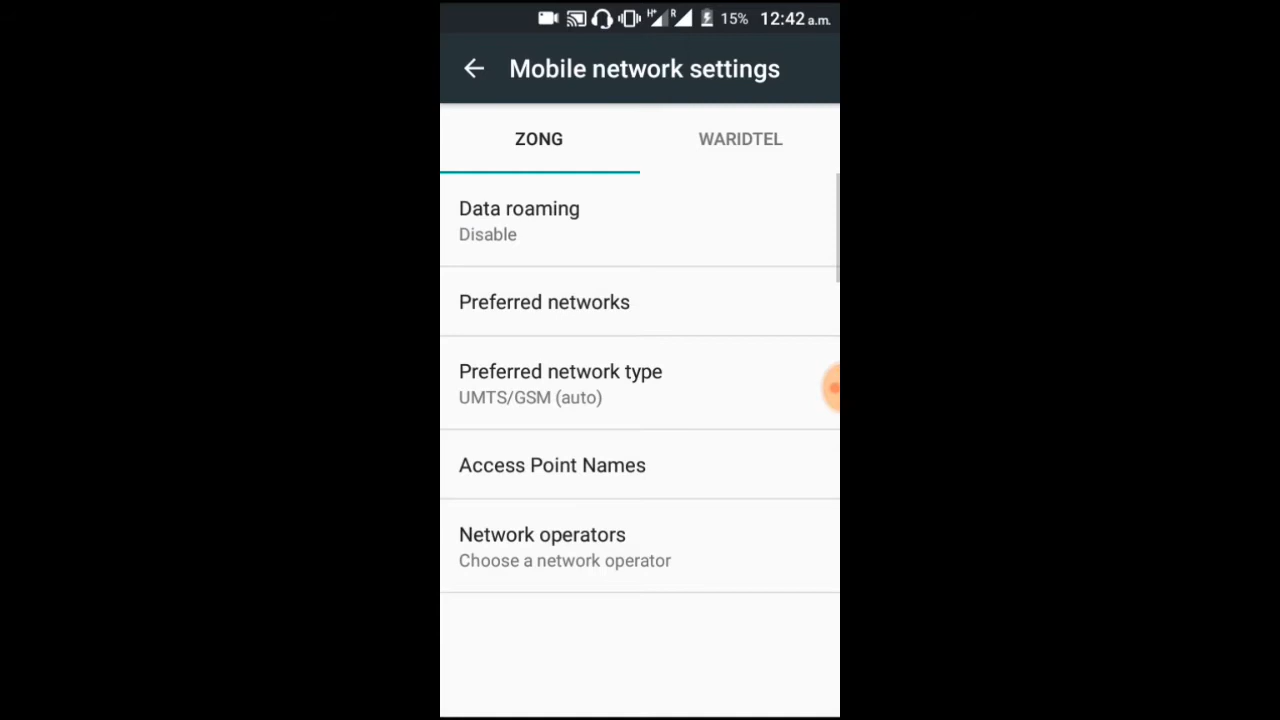 H+ R 15% 12:42 a.m.
Mobile network settings
ZONG WARIDTEL
Data roaming
Disable
Preferred networks
Preferred network type
UMTS/GSM (auto)
Access Point Names
Network operators
Choose a network operator